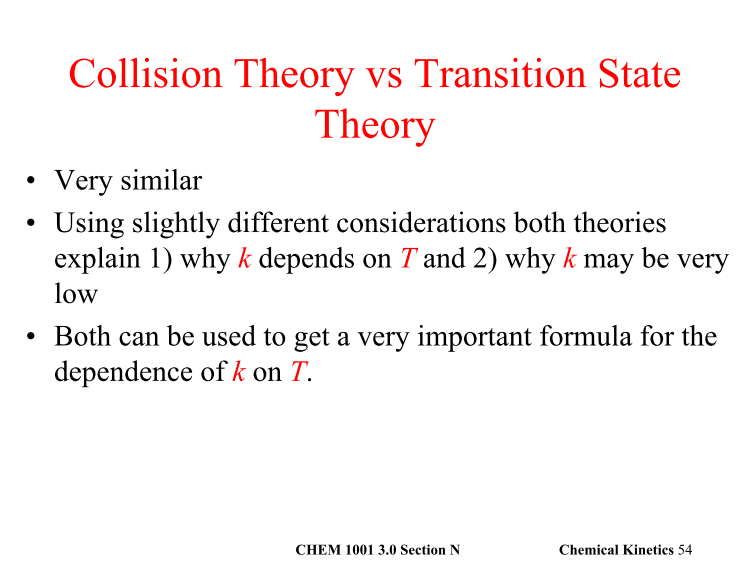 Collision Theory vs Transition State
Theory
• Very similar
• Using slightly different considerations both theories
explain 1) why k depends on T and 2) why k may be very
low
• Both can be used to get a very important formula for the
dependence of k on T.
CHEM 1001 3.0 Section N Chemical Kinetics 54